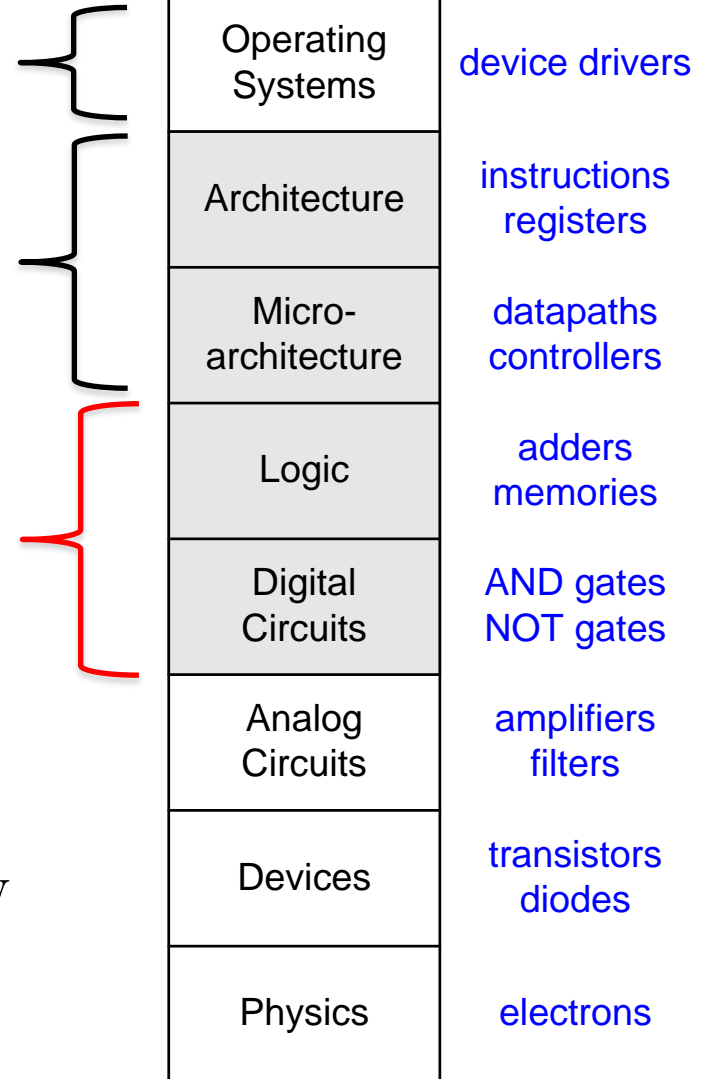 Operating
Systems
device drivers
Architecture
instructions
registers
Micro-
architecture
datapaths
controllers
Logic
adders
memories
Digital
Circuits
AND gates
NOT gates
Analog
Circuits
amplifiers
filters
Devices
transistors
diodes
Physics
electrons